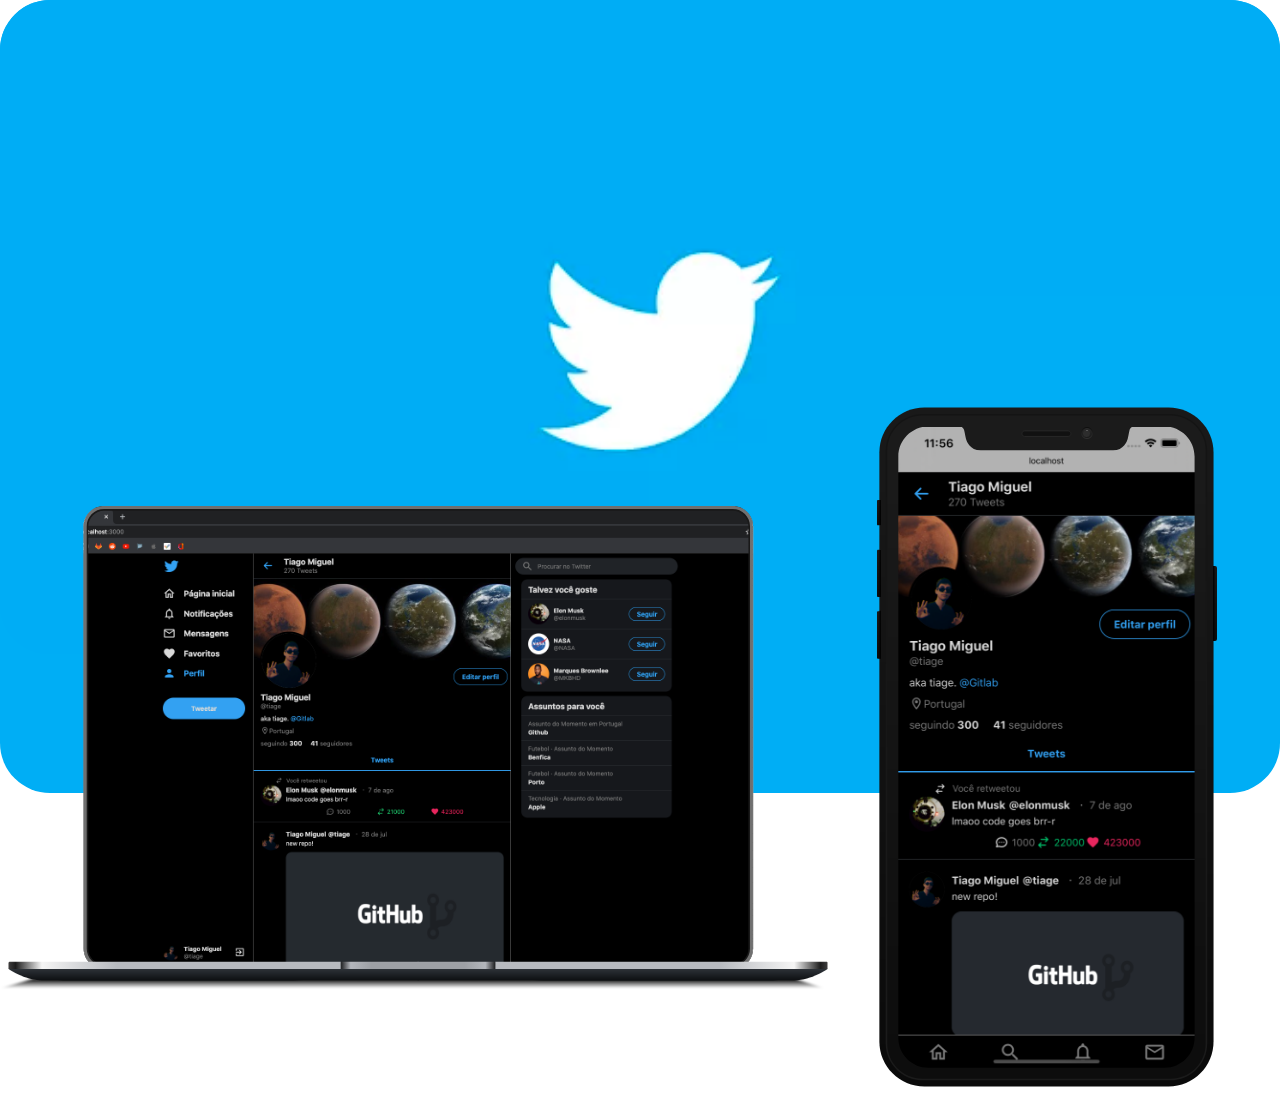 alhost:3000
Página inicial
Notificações
Mensagens
Favoritos
Perfil
Tweetar
Tiago Miguel
@tiage
Tiago Miguel
270 Tweets
Editar perfil
Tiago Miguel
@tiage
aka tiage. @Gitlab
Portugal
seguindo 300 41 seguidores
Tweets
Você retweetou
Elon Musk @elonmusk · 7 de ago
lmaoo code goes brr-r
1000 21000 423000
Tiago Miguel @tiage · 28 de jul
new repo!
GitHub
Procurar no Twitter
Talvez você goste
Elon Musk
@elonmusk
Seguir
NASA
@NASA
Seguir
Marques Brownlee
@MKBHD
Seguir
Assuntos para você
Assunto do Momento em Portugal
Github
Futebol · Assunto do Momento
Benfica
Futebol · Assunto do Momento
Porto
Tecnologia · Assunto do Momento
Apple
11:56
localhost
Tiago Miguel
270 Tweets
Editar perfil
Tiago Miguel
@tiage
aka tiage. @Gitlab
Portugal
seguindo 300 41 seguidores
Tweets
Você retweetou
Elon Musk @elonmusk · 7 de ago
lmaoo code goes brr-r
1000 22000 423000
Tiago Miguel @tiage · 28 de jul
new repo!
GitHub